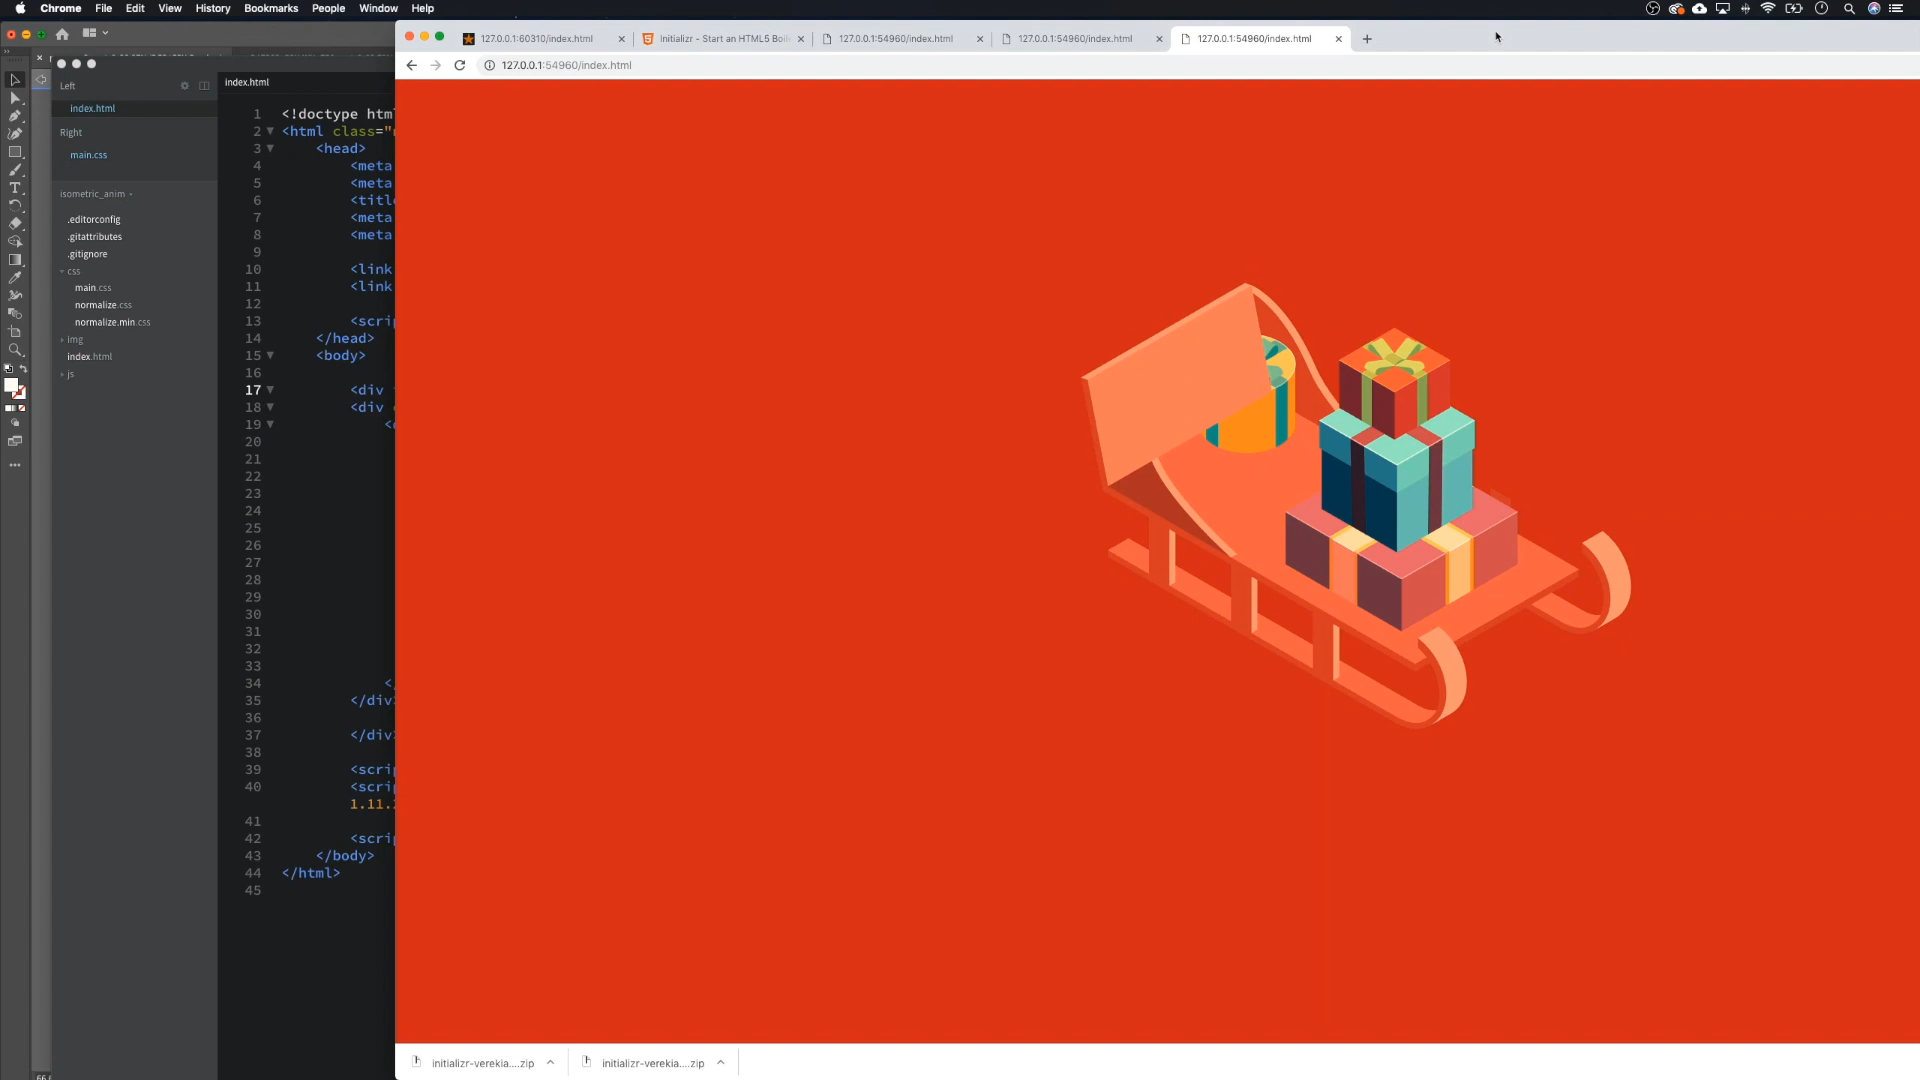 Chrome File Edit View History Bookmarks People Window Help
127.0.0.1:60310/index.html
Initializr - Start an HTML5 Boil
127.0.0.1:54960/index.html
127.0.0.1:54960/index.html
127.0.0.1:54960/index.html
127.0.0.1:54960/index.html
Left
index.html
Right
main.css
isometric_anim
.editorconfig
.gitattributes
.gitignore
css
main.css
normalize.css
normalize.min.css
img
index.html
js
index.html
1 <!doctype htm
2 <html class="
3 <head>
4 <meta
5 <meta
6 <titl
7 <meta
8 <meta
9
10 <link
11 <link
12
13 <scri
14 </head>
15 <body>
16
17 <div
18 <div
19 <
20
21
22
23
24
25
26
27
28
29
30
31
32
33
34 </
35 </div>
36
37 </div>
38
39 <scri
40 <scri
1.11.
41
42 <scri
43 </body>
44 </html>
45
initializr-verekia....zip
initializr-verekia....zip